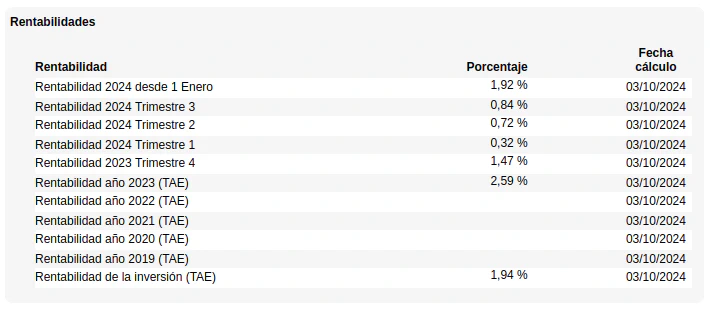 Rentabilidades
Rentabilidad Porcentaje Fecha cálculo
Rentabilidad 2024 desde 1 Enero 1,92 % 03/10/2024
Rentabilidad 2024 Trimestre 3 0,84 % 03/10/2024
Rentabilidad 2024 Trimestre 2 0,72 % 03/10/2024
Rentabilidad 2024 Trimestre 1 0,32 % 03/10/2024
Rentabilidad 2023 Trimestre 4 1,47 % 03/10/2024
Rentabilidad año 2023 (TAE) 2,59 % 03/10/2024
Rentabilidad año 2022 (TAE) 03/10/2024
Rentabilidad año 2021 (TAE) 03/10/2024
Rentabilidad año 2020 (TAE) 03/10/2024
Rentabilidad año 2019 (TAE) 03/10/2024
Rentabilidad de la inversión (TAE) 1,94 % 03/10/2024